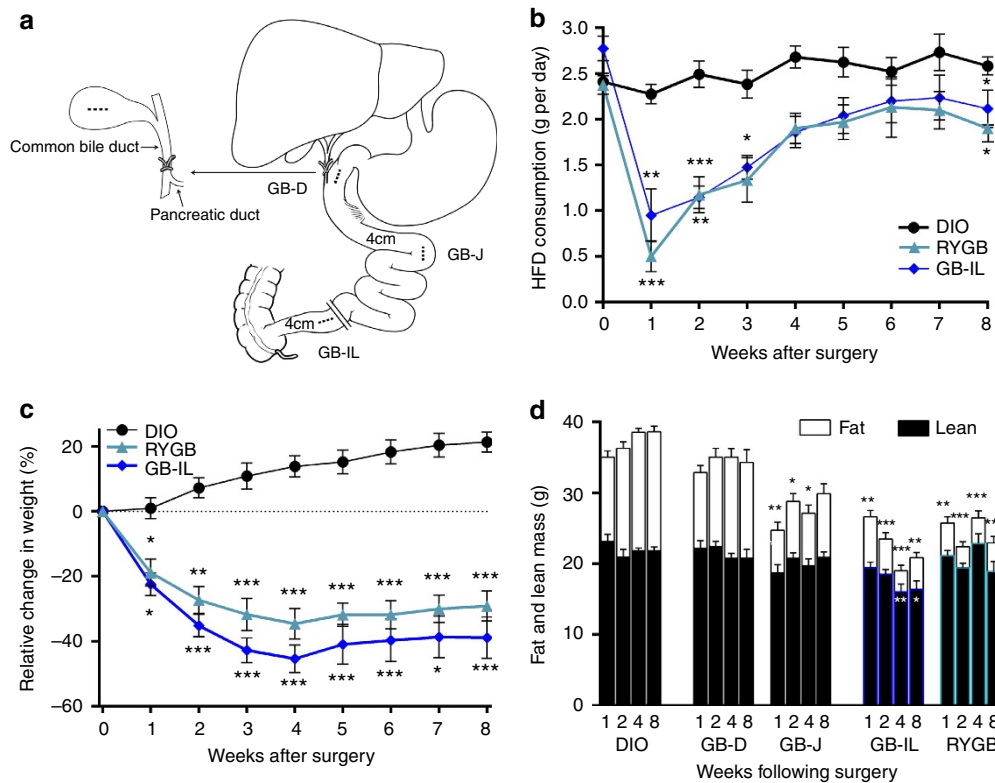 a
Common bile duct
Pancreatic duct
GB-D
4cm
GB-J
4cm
GB-IL
b
HFD consumption (g per day)
3.0
2.5
2.0
1.5
1.0
0.5
0.0
** *** * *
*** ** *
DIO
RYGB
GB-IL
0 1 2 3 4 5 6 7 8
Weeks after surgery
c
Relative change in weight (%)
20
0
–20
–40
–60
DIO
RYGB
GB-IL
* ** *** *** *** *** *** ***
* *** *** *** *** *** * ***
0 1 2 3 4 5 6 7 8
Weeks after surgery
d
Fat and lean mass (g)
40
30
20
10
0
Fat Lean
** * * ** *** *** ** ** *** *** **
** *
1 2 4 8 1 2 4 8 1 2 4 8 1 2 4 8 1 2 4 8
DIO GB-D GB-J GB-IL RYGB
Weeks following surgery